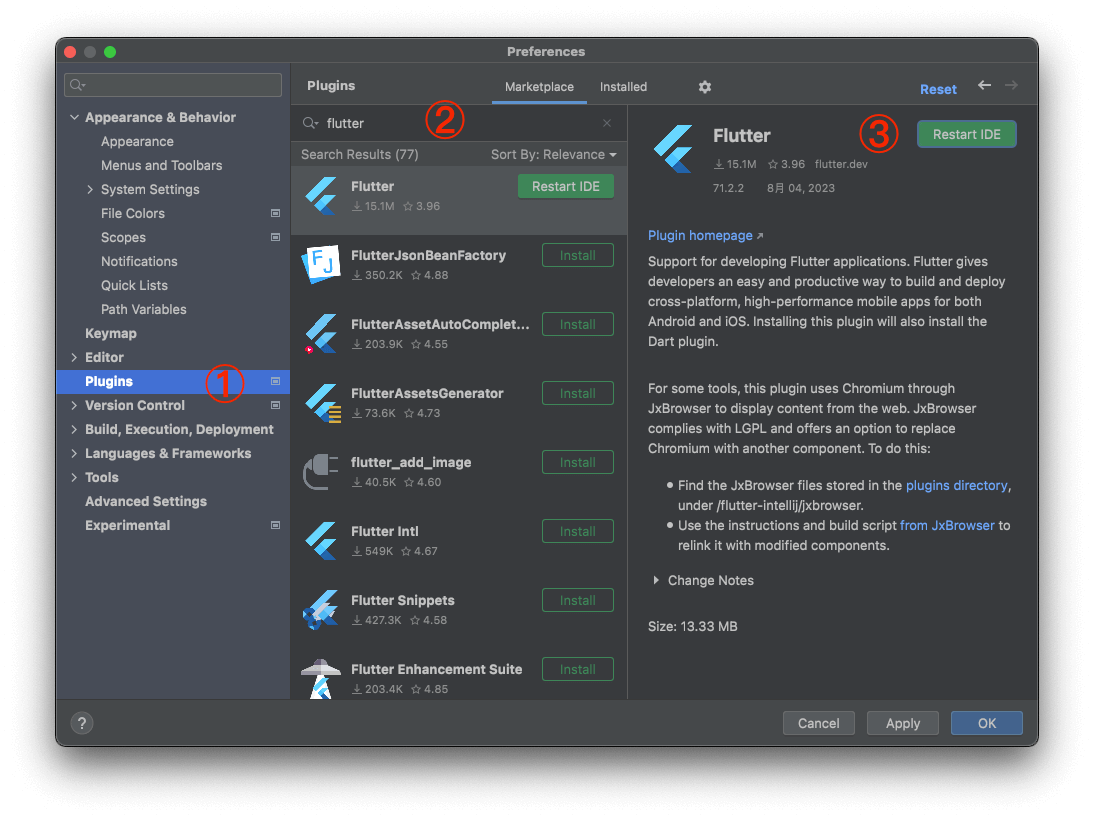 Preferences
Appearance & Behavior
Appearance
Menus and Toolbars
System Settings
File Colors
Scopes
Notifications
Quick Lists
Path Variables
Keymap
Editor
Plugins
①
Version Control
Build, Execution, Deployment
Languages & Frameworks
Tools
Advanced Settings
Experimental
Plugins
Marketplace
Installed
Reset
flutter
②
Search Results (77)
Sort By: Relevance
Flutter
Restart IDE
15.1M 3.96
FlutterJsonBeanFactory
Install
350.2K 4.88
FlutterAssetAutoComplet...
Install
203.9K 4.55
FlutterAssetsGenerator
Install
73.6K 4.73
flutter_add_image
Install
40.5K 4.60
Flutter Intl
Install
549K 4.67
Flutter Snippets
Install
427.3K 4.58
Flutter Enhancement Suite
Install
203.4K 4.85
Flutter
③
Restart IDE
15.1M 3.96 flutter.dev
71.2.2 8月 04, 2023
Plugin homepage
Support for developing Flutter applications. Flutter gives
developers an easy and productive way to build and deploy
cross-platform, high-performance mobile apps for both
Android and iOS. Installing this plugin will also install the
Dart plugin.
For some tools, this plugin uses Chromium through
JxBrowser to display content from the web. JxBrowser
complies with LGPL and offers an option to replace
Chromium with another component. To do this:
• Find the JxBrowser files stored in the plugins directory,
under /flutter-intellij/jxbrowser.
• Use the instructions and build script from JxBrowser to
relink it with modified components.
Change Notes
Size: 13.33 MB
?
Cancel
Apply
OK